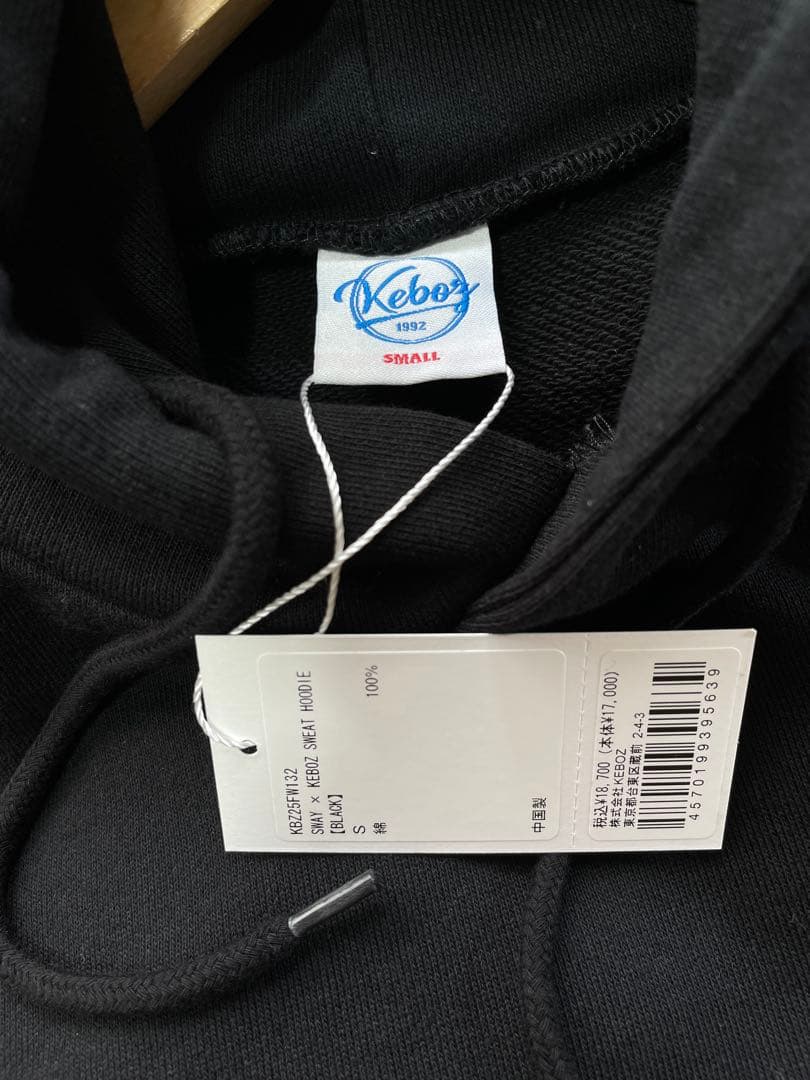 Keboz
1992
SMALL
KBZ25FW132
SWAY × KEBOZ SWEAT HOODIE
【BLACK】
S
綿 100%
中国製
税込¥18,700 (本体¥17,000)
株式会社KEBOZ
東京都台東区蔵前 2-4-3
4570199395639